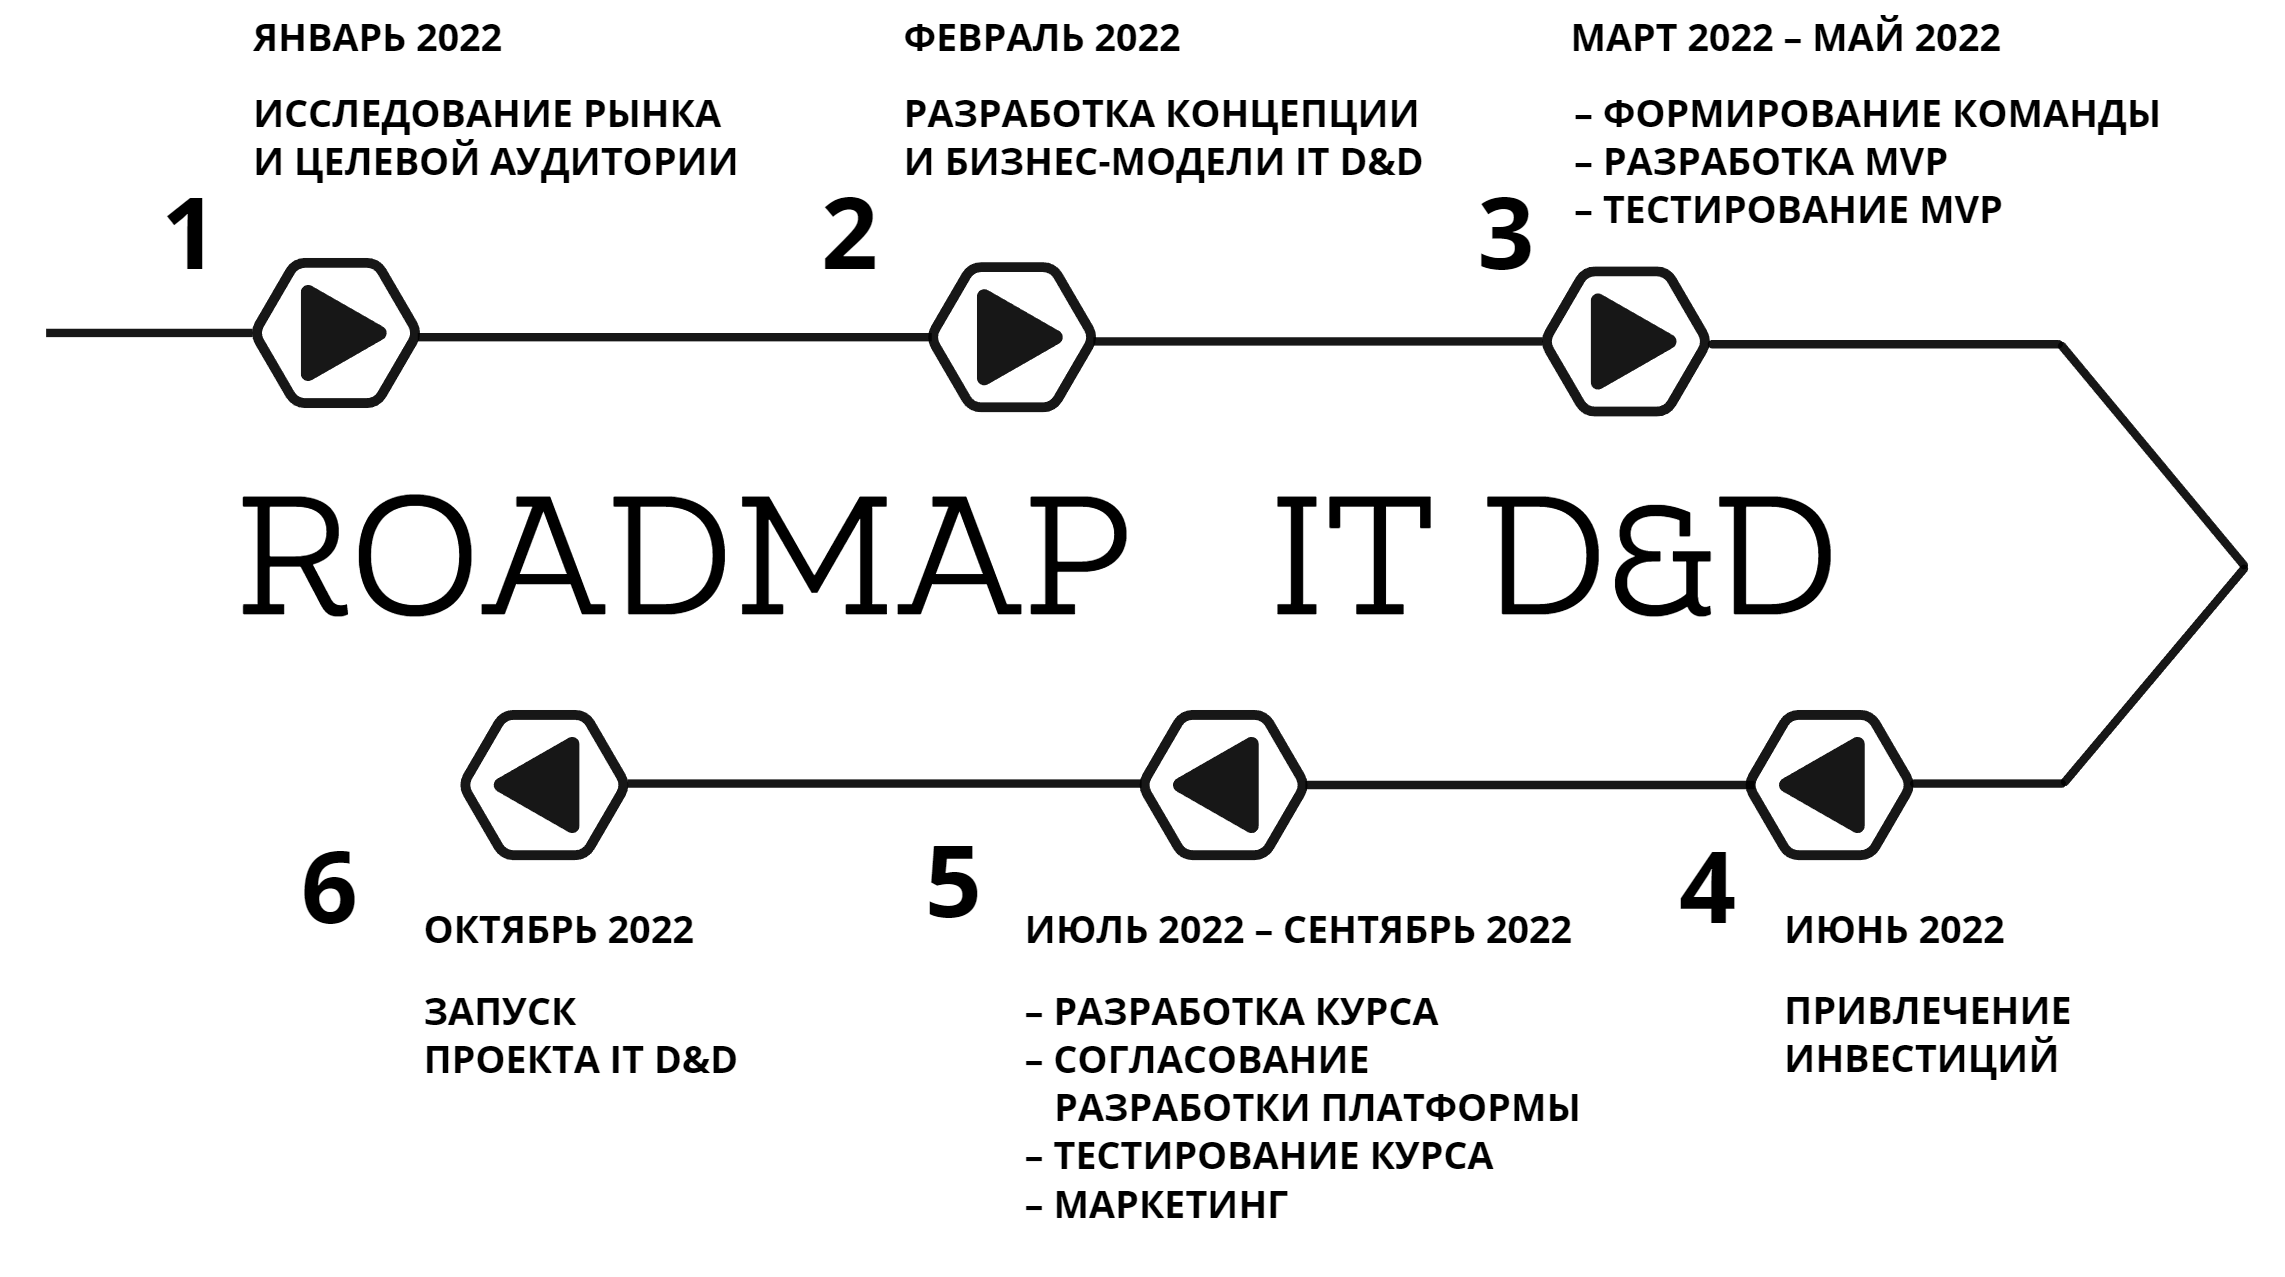 ЯНВАРЬ 2022
ИССЛЕДОВАНИЕ РЫНКА
И ЦЕЛЕВОЙ АУДИТОРИИ
1
ФЕВРАЛЬ 2022
РАЗРАБОТКА КОНЦЕПЦИИ
И БИЗНЕС-МОДЕЛИ IT D&D
2
МАРТ 2022 – МАЙ 2022
– ФОРМИРОВАНИЕ КОМАНДЫ
– РАЗРАБОТКА MVP
– ТЕСТИРОВАНИЕ MVP
3
ROADMAP IT D&D
4
ИЮНЬ 2022
ПРИВЛЕЧЕНИЕ
ИНВЕСТИЦИЙ
5
ИЮЛЬ 2022 – СЕНТЯБРЬ 2022
– РАЗРАБОТКА КУРСА
– СОГЛАСОВАНИЕ
РАЗРАБОТКИ ПЛАТФОРМЫ
– ТЕСТИРОВАНИЕ КУРСА
– МАРКЕТИНГ
6
ОКТЯБРЬ 2022
ЗАПУСК
ПРОЕКТА IT D&D